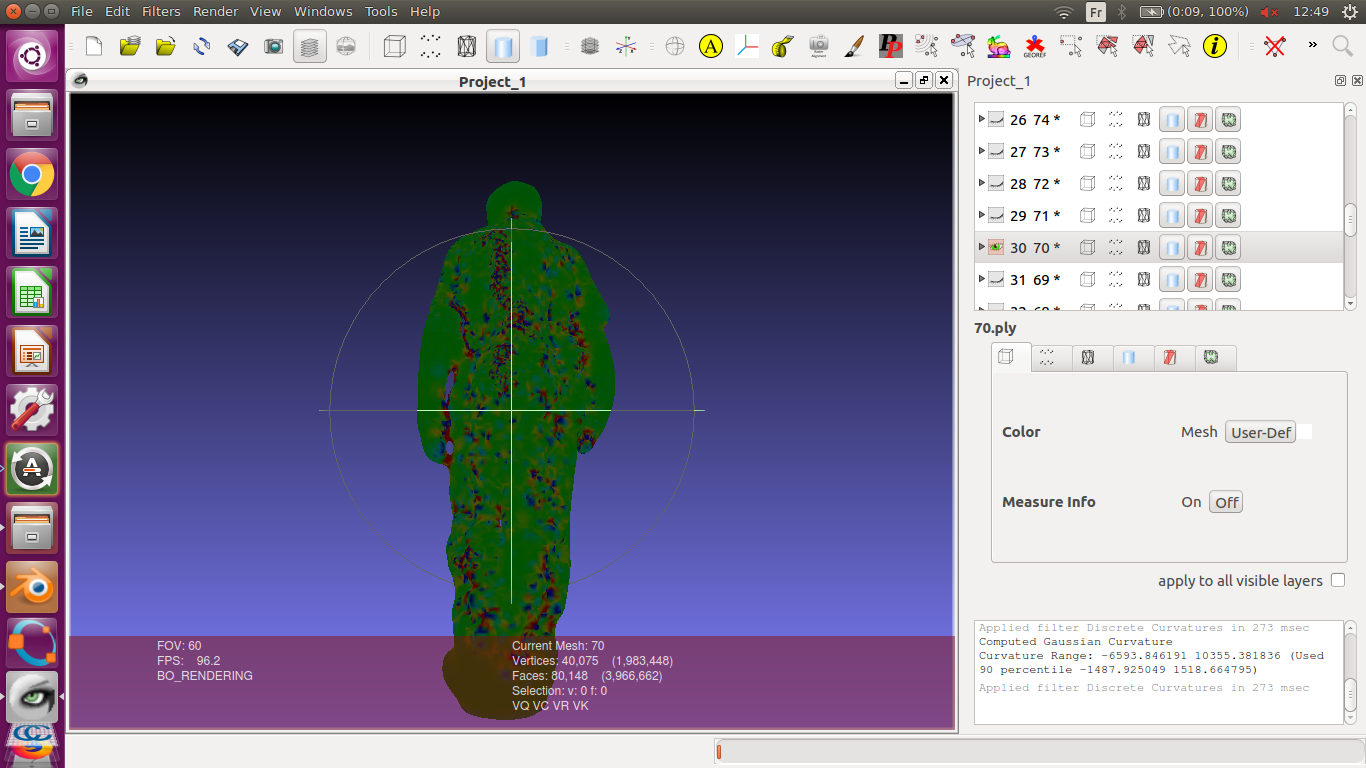 File Edit Filters Render View Windows Tools Help
Fr (0:09, 100%) 12:49
A PP GEOREF i »
Project_1
Project_1
26 74 *
27 73 *
28 72 *
29 71 *
30 70 *
31 69 *
70.ply
Color Mesh User-Def
Measure Info On Off
apply to all visible layers
Applied filter Discrete Curvatures in 273 msec
Computed Gaussian Curvature
Curvature Range: -6593.846191 10355.381836 (Used
90 percentile -1487.925049 1518.664795)
Applied filter Discrete Curvatures in 273 msec
FOV: 60
FPS: 96.2
BO_RENDERING
Current Mesh: 70
Vertices: 40,075 (1,983,448)
Faces: 80,148 (3,966,662)
Selection: v: 0 f: 0
VQ VC VR VK